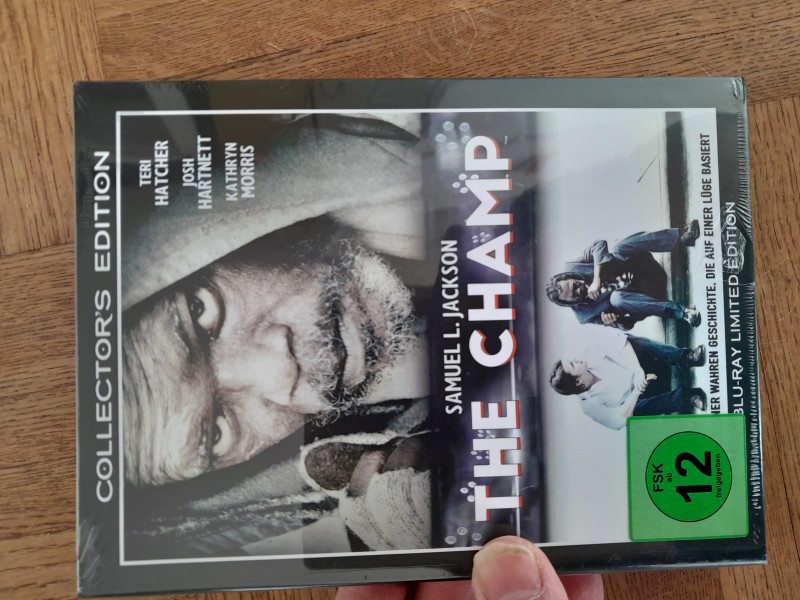 COLLECTOR'S EDITION
TERI
HATCHER
JOSH
HARTNETT
KATHRYN
MORRIS
SAMUEL L. JACKSON
THE CHAMP
NER WAHREN GESCHICHTE, DIE AUF EINER LÜGE BASIERT
BLU-RAY LIMITED EDITION
FSK
ab
12
freigegeben